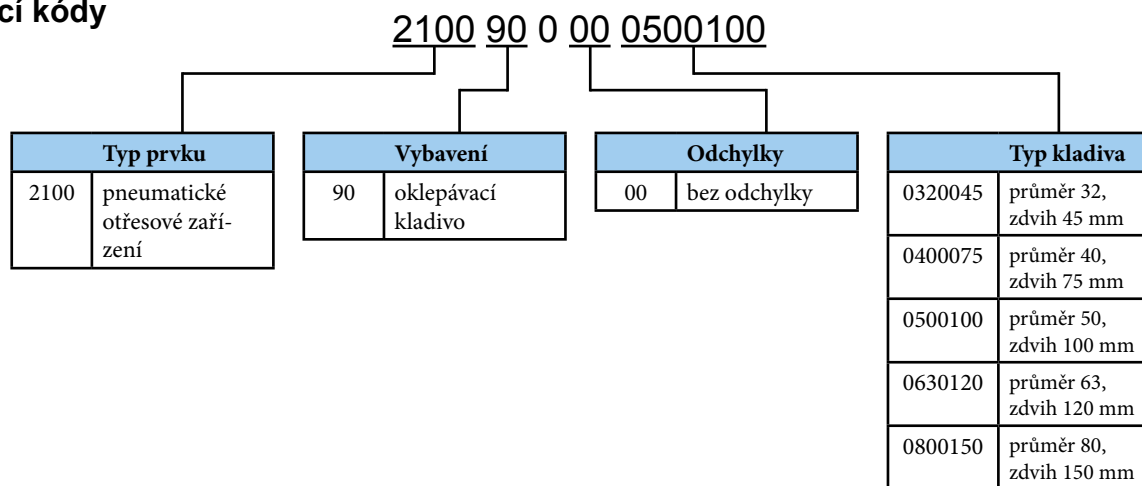 cí kódy
2100 90 0 00 0500100
Typ prvku
2100 pneumatické
otřesové zaří-
zení
Vybavení
90 oklepávací
kladivo
Odchylky
00 bez odchylky
Typ kladiva
0320045 průměr 32,
zdvih 45 mm
0400075 průměr 40,
zdvih 75 mm
0500100 průměr 50,
zdvih 100 mm
0630120 průměr 63,
zdvih 120 mm
0800150 průměr 80,
zdvih 150 mm